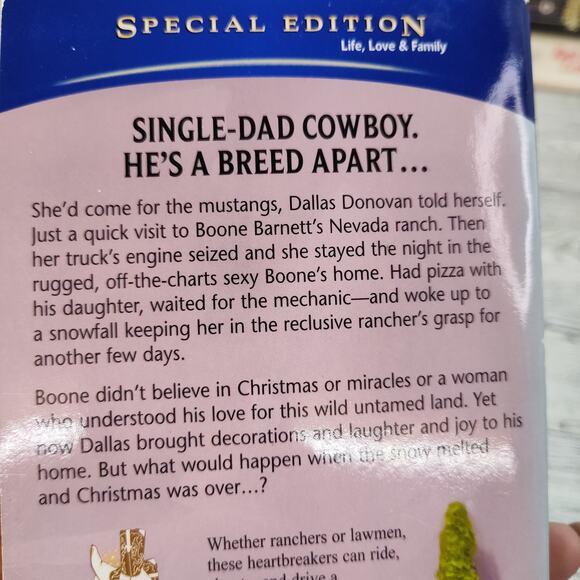 SPECIAL EDITION
Life, Love & Family
SINGLE-DAD COWBOY.
HE'S A BREED APART...
She'd come for the mustangs, Dallas Donovan told herself.
Just a quick visit to Boone Barnett's Nevada ranch. Then
her truck's engine seized and she stayed the night in the
rugged, off-the-charts sexy Boone's home. Had pizza with
his daughter, waited for the mechanic—and woke up to
a snowfall keeping her in the reclusive rancher's grasp for
another few days.
Boone didn't believe in Christmas or miracles or a woman
who understood his love for this wild untamed land. Yet
now Dallas brought decorations and laughter and joy to his
home. But what would happen when the snow melted
and Christmas was over...?
Whether ranchers or lawmen,
these heartbreakers can ride,
and drive a